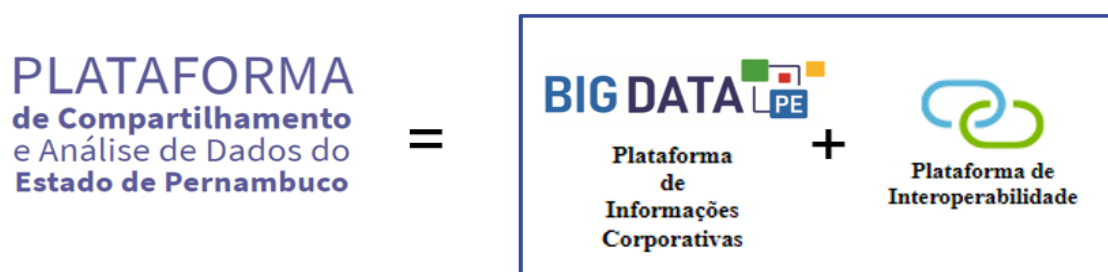 PLATAFORMA
de Compartilhamento
e Análise de Dados do
Estado de Pernambuco
=
BIG DATA PE
Plataforma
de
Informações
Corporativas
+
Plataforma de
Interoperabilidade